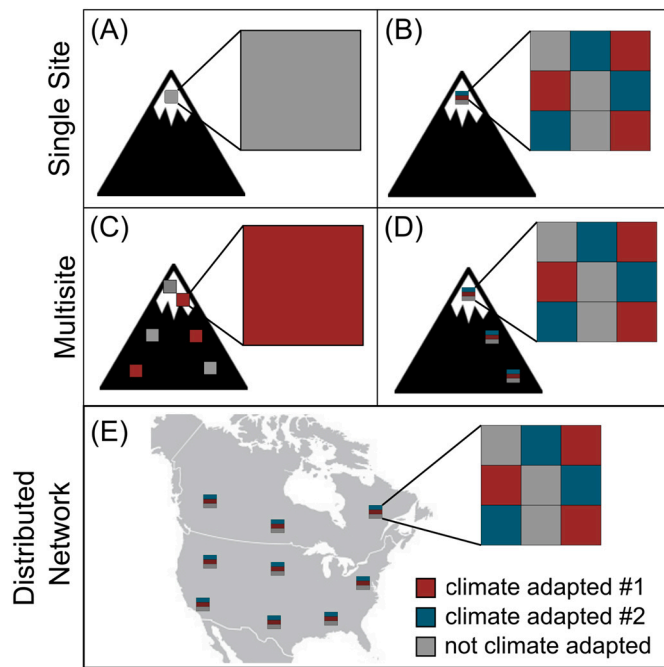 (A)
(B)
Single Site
(C)
(D)
Multisite
(E)
Distributed
Network
climate adapted #1
climate adapted #2
not climate adapted